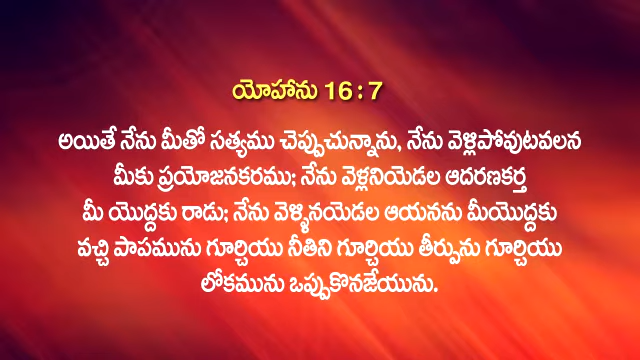 యోహాను 16 : 7
అయితే నేను మీతో సత్యము చెప్పుచున్నాను, నేను వెళ్లిపోవుటవలన
మీకు ప్రయోజనకరము; నేను వెళ్లనియెడల ఆదరణకర్త
మీ యొద్దకు రాడు; నేను వెళ్ళినయెడల ఆయనను మీయొద్దకు
వచ్చి పాపమును గూర్చియు నీతిని గూర్చియు తీర్పును గూర్చియు
లోకమును ఒప్పుకొనజేయును.